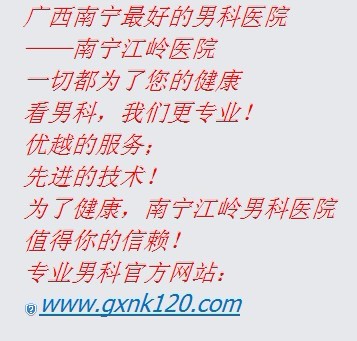 广西南宁最好的男科医院
——南宁江岭医院
一切都为了您的健康
看男科，我们更专业！
优越的服务；
先进的技术！
为了健康，南宁江岭男科医院
值得你的信赖！
专业男科官方网站：
www.gxnk120.com